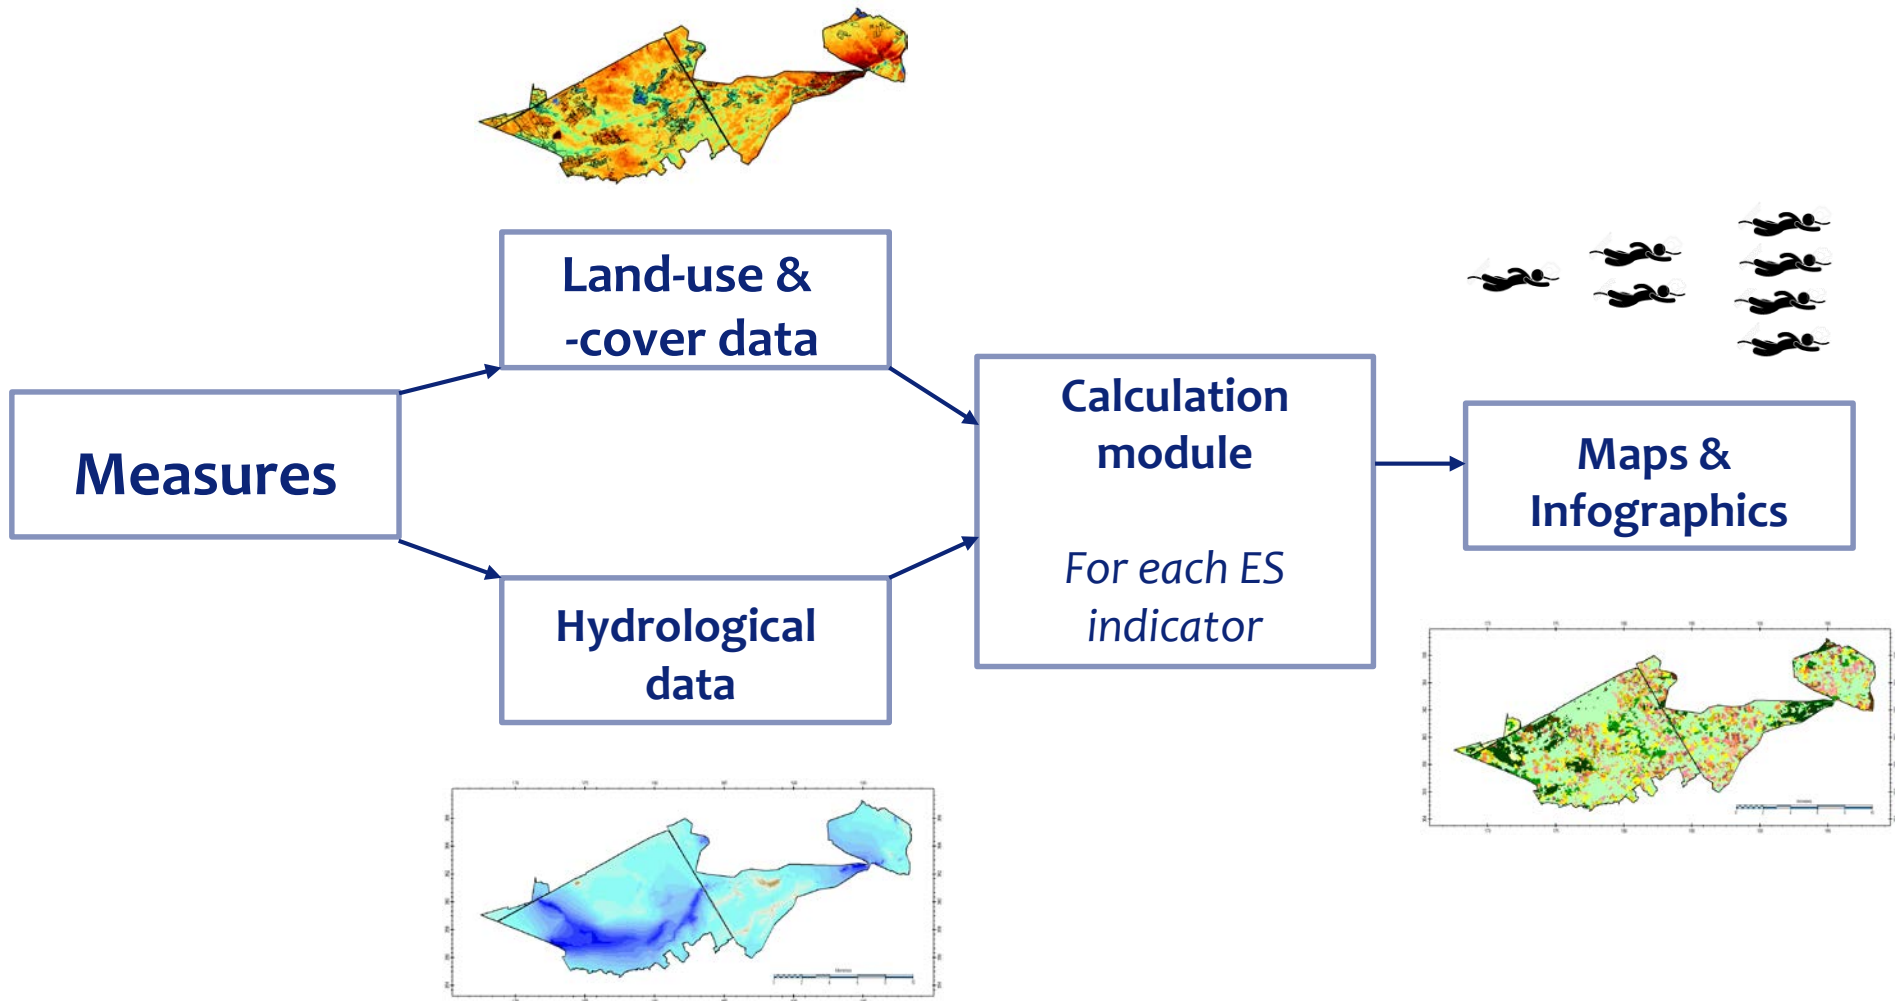 Land-use &
-cover data
Measures
Calculation
module
For each ES
indicator
Maps &
Infographics
Hydrological
data